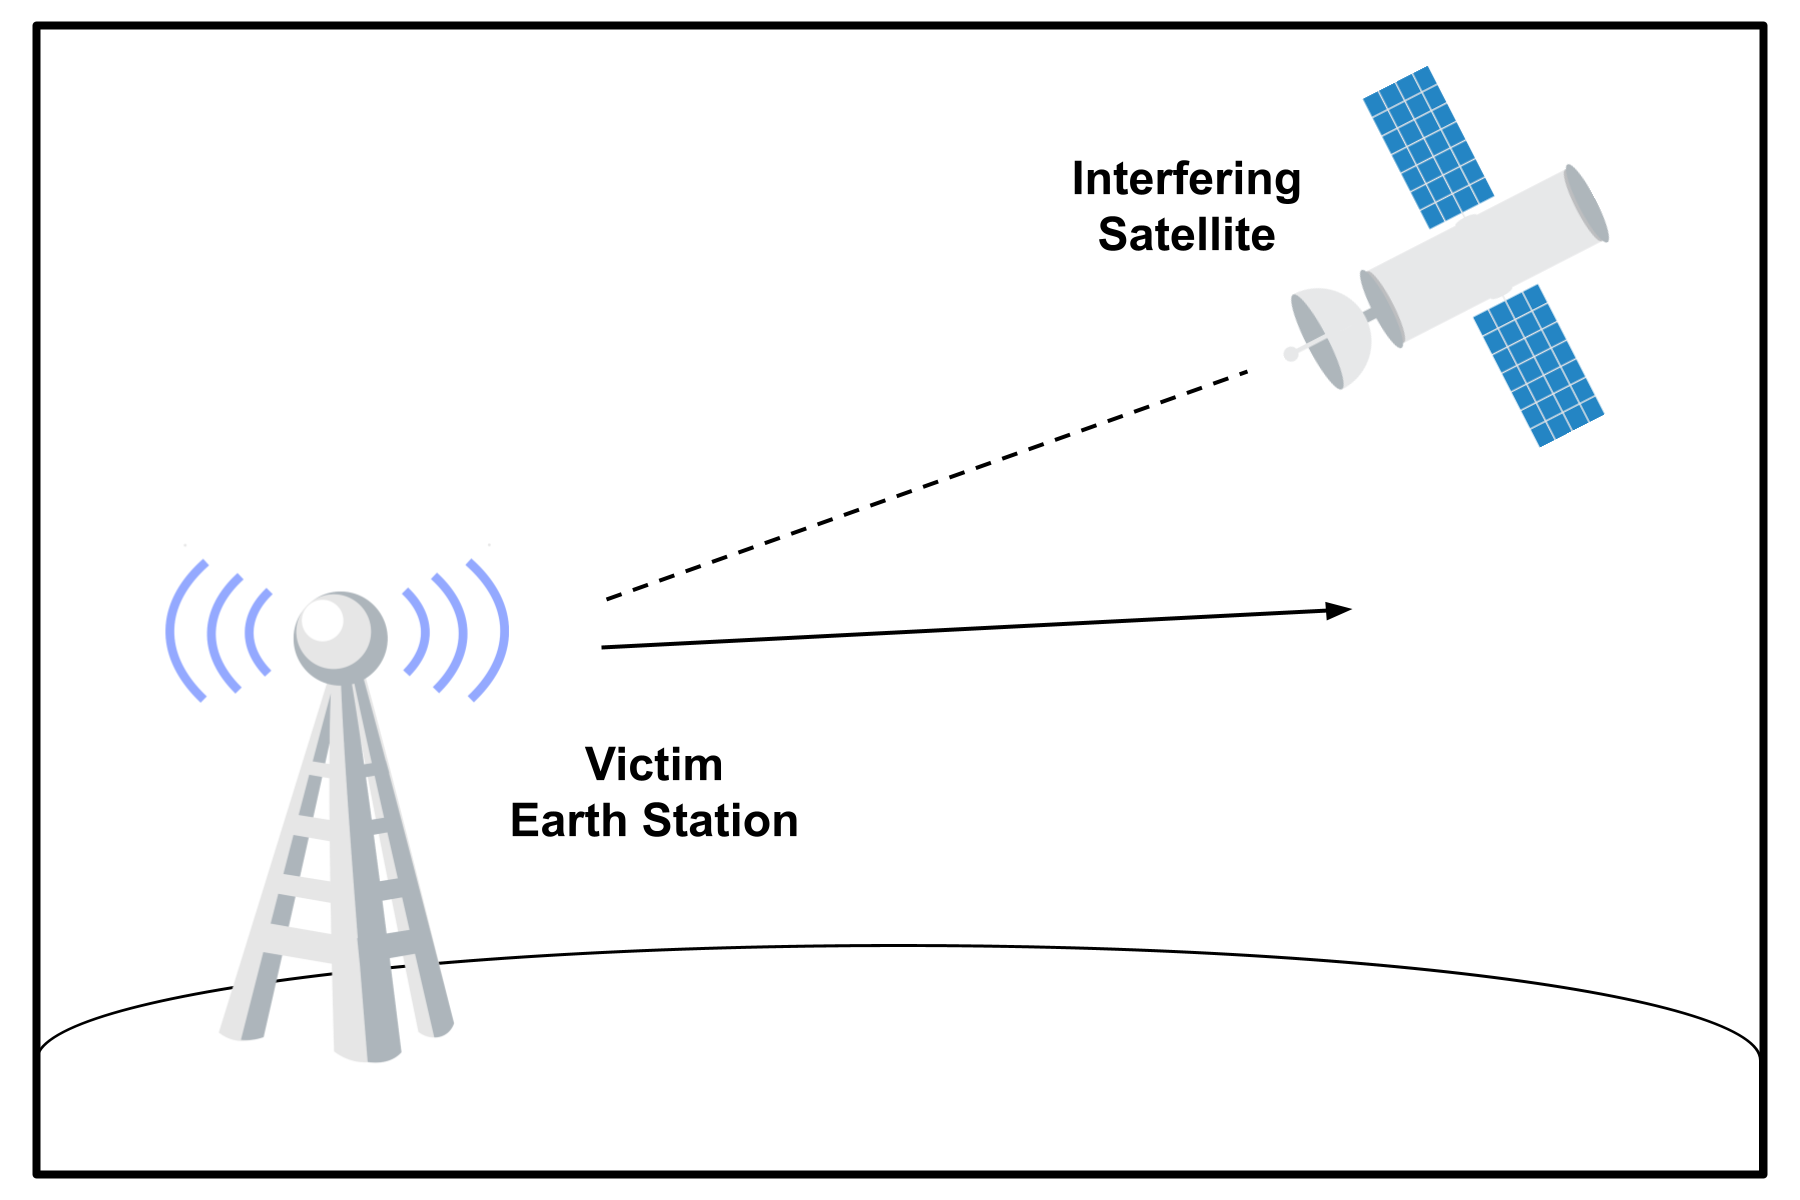 Interfering
Satellite
Victim
Earth Station